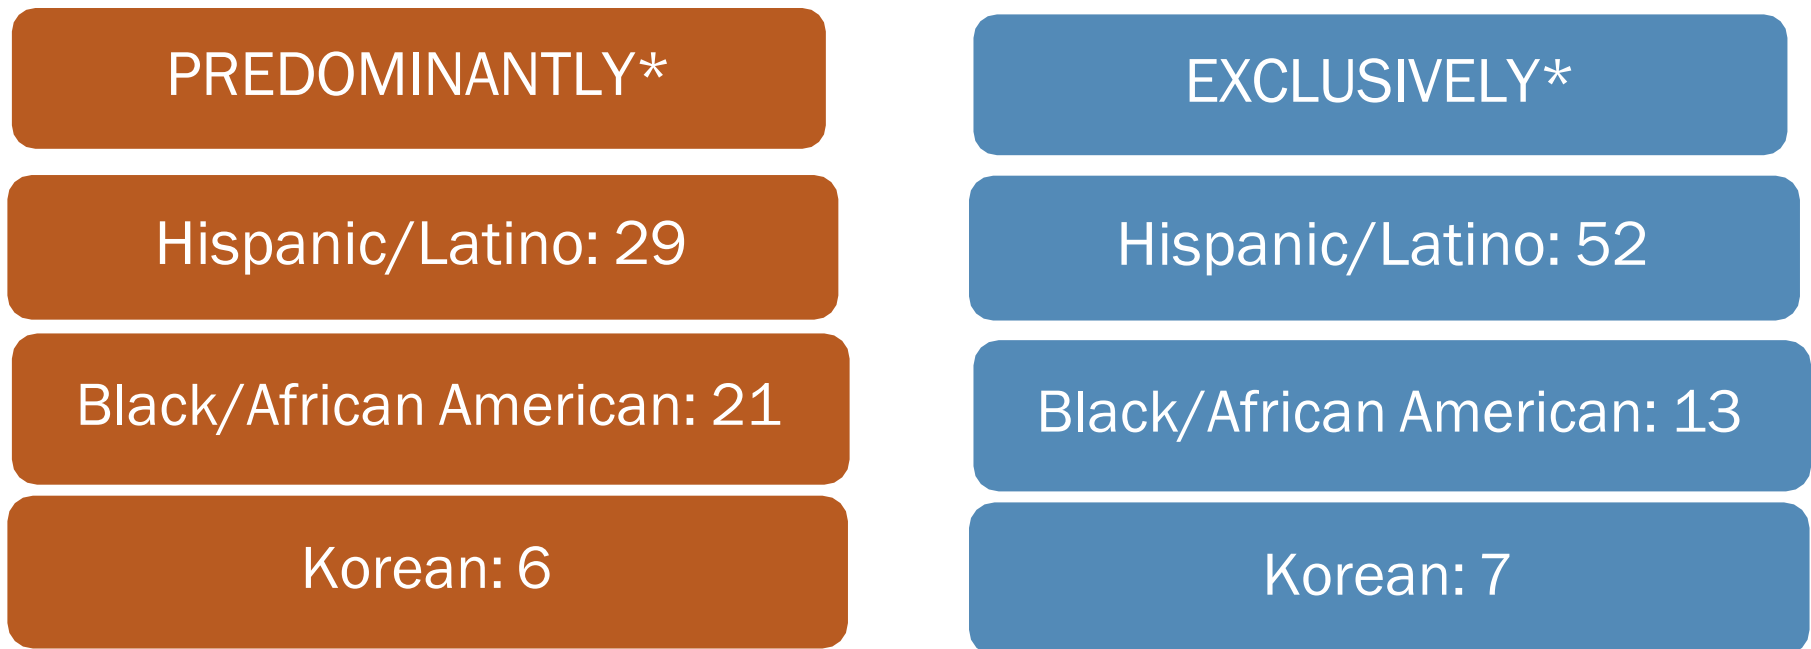 PREDOMINANTLY*
Hispanic/Latino: 29
Black/African American: 21
Korean: 6
EXCLUSIVELY*
Hispanic/Latino: 52
Black/African American: 13
Korean: 7